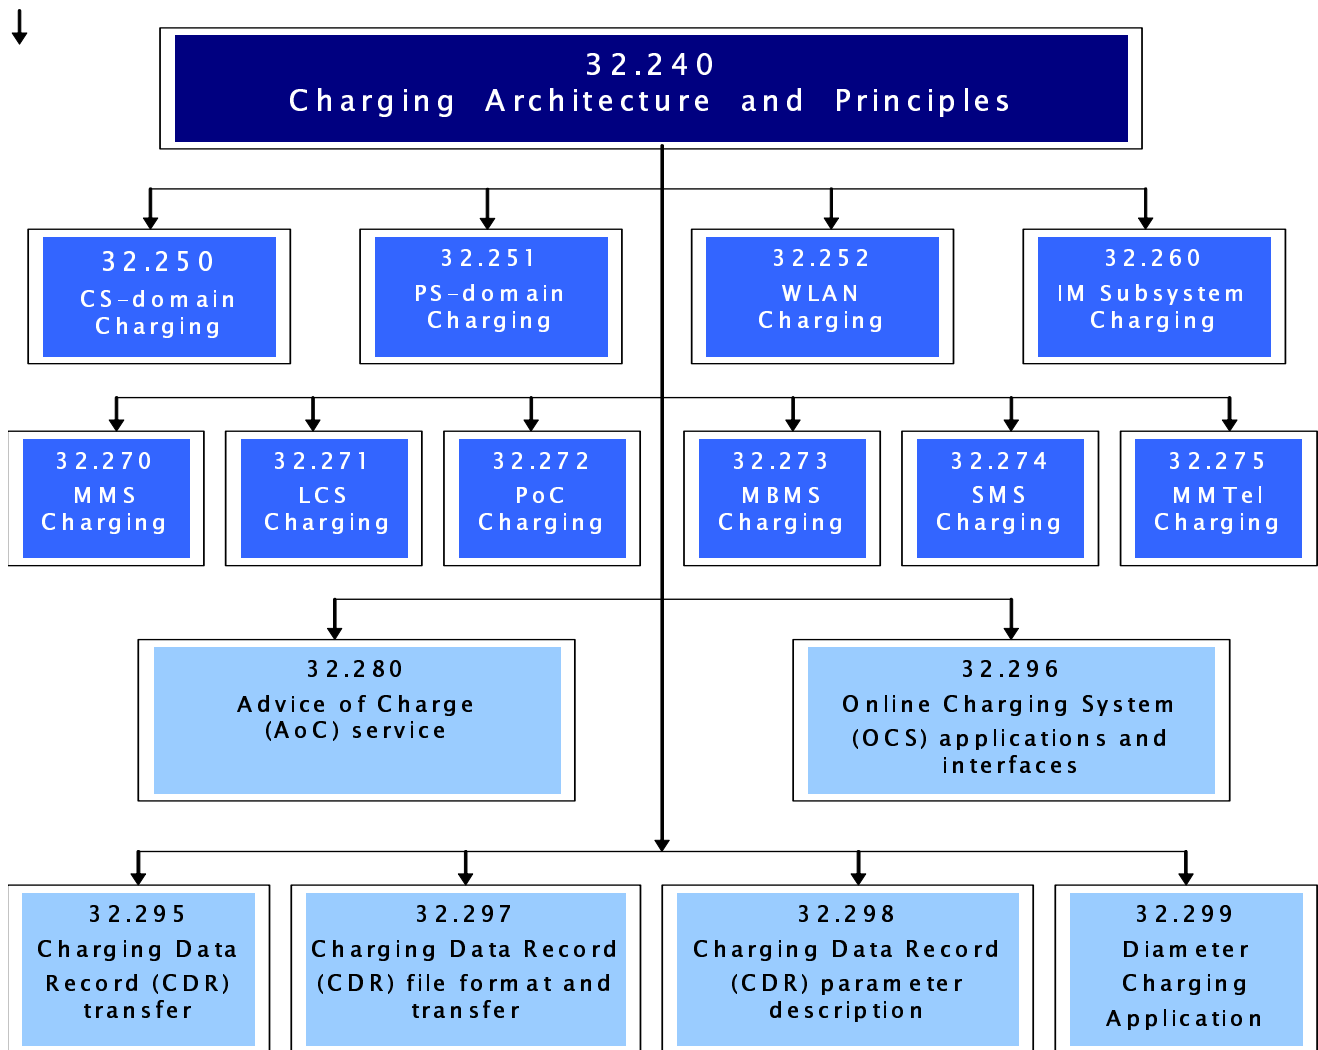 32.240
Charging Architecture and Principles
32.250
CS-domain
Charging
32.251
PS-domain
Charging
32.252
WLAN
Charging
32.260
IM Subsystem
Charging
32.270
MMS
Charging
32.271
LCS
Charging
32.272
PoC
Charging
32.273
MBMS
Charging
32.274
SMS
Charging
32.275
MMTel
Charging
32.280
Advice of Charge
(AoC) service
32.296
Online Charging System
(OCS) applications and
interfaces
32.295
Charging Data
Record (CDR)
transfer
32.297
Charging Data Record
(CDR) file format and
transfer
32.298
Charging Data Record
(CDR) parameter
description
32.299
Diameter
Charging
Application